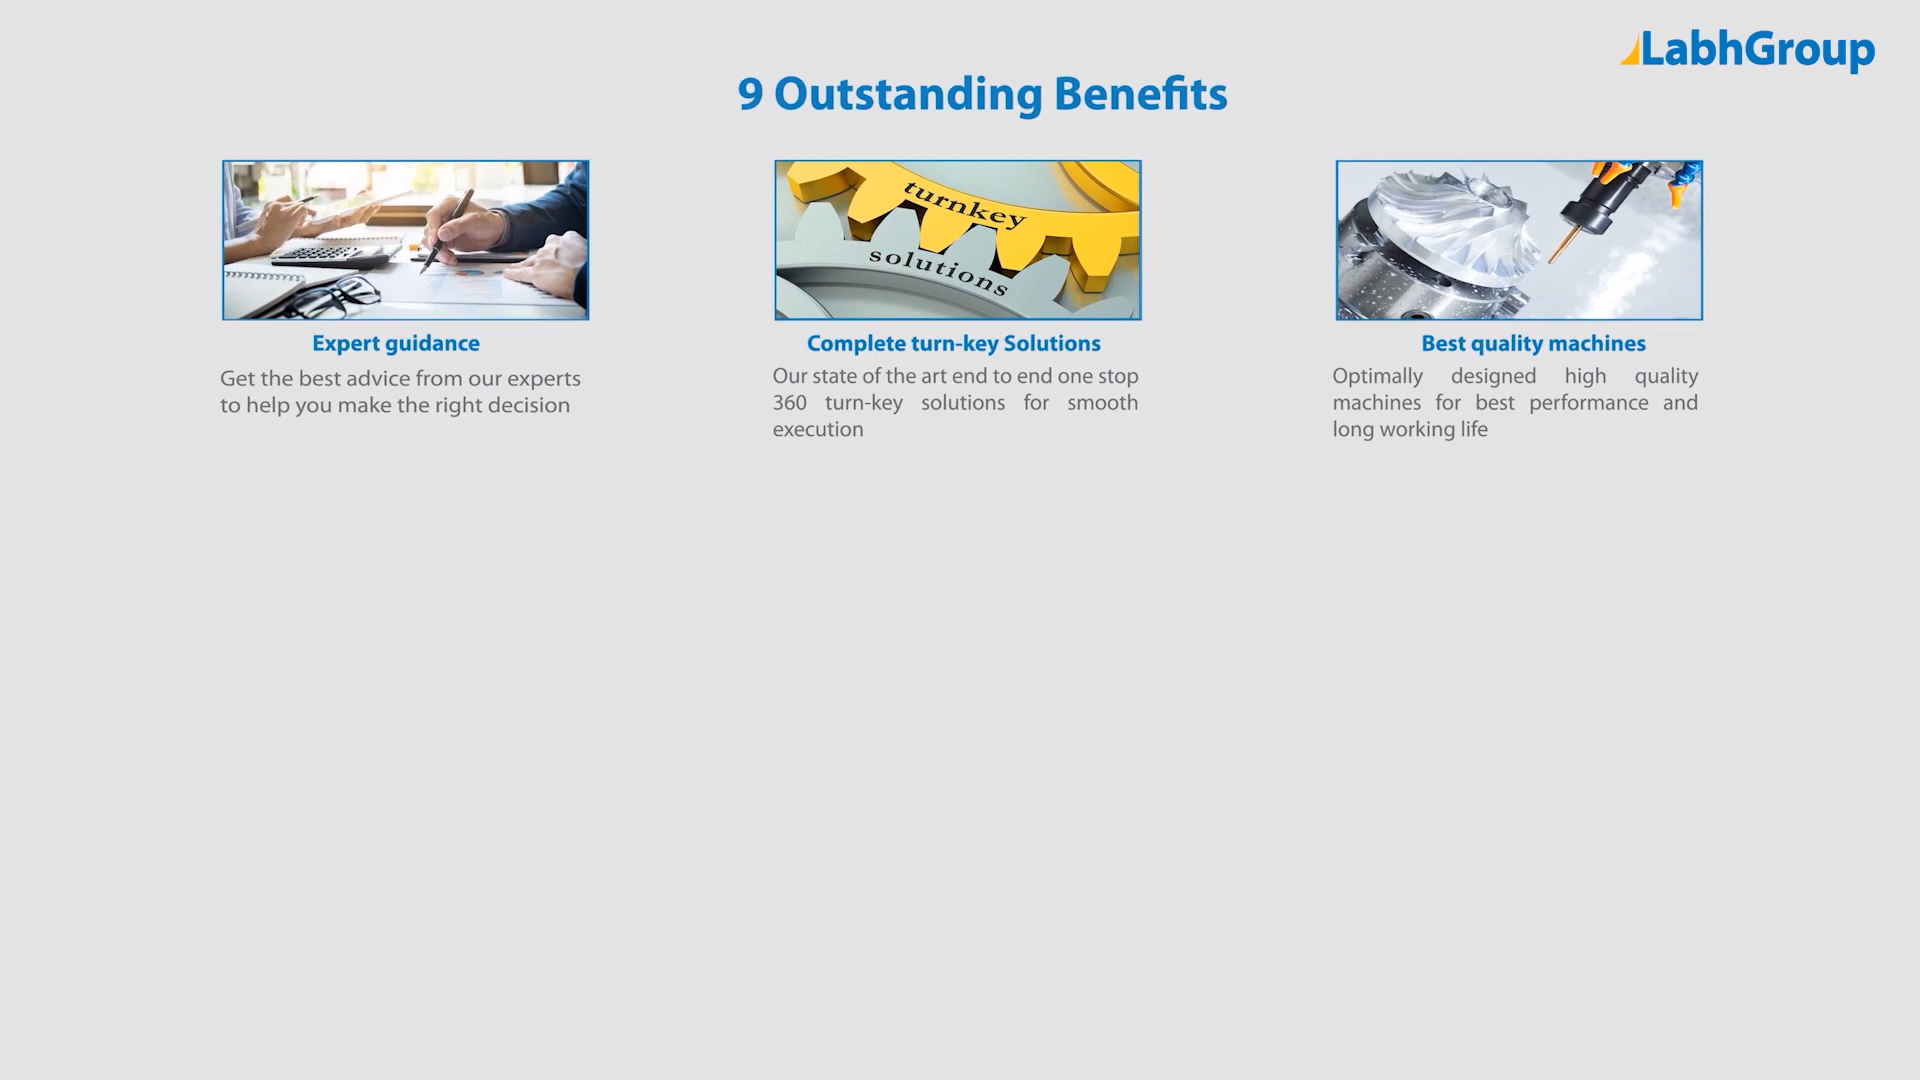 LabhGroup
9 Outstanding Benefits
turnkey
solutions
Expert guidance
Get the best advice from our experts
to help you make the right decision
Complete turn-key Solutions
Our state of the art end to end one stop
360 turn-key solutions for smooth
execution
Best quality machines
Optimally designed high quality
machines for best performance and
long working life